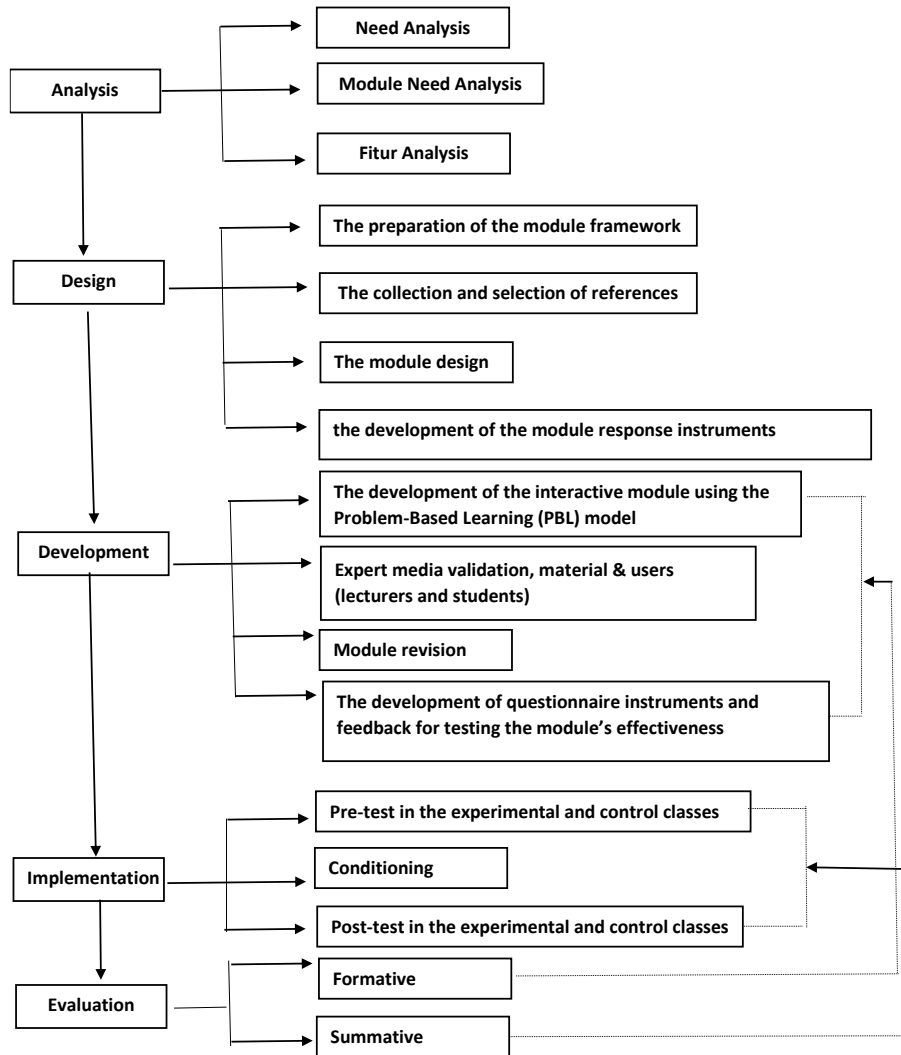 Need Analysis
Analysis
Module Need Analysis
Fitur Analysis
The preparation of the module framework
Design
The collection and selection of references
The module design
the development of the module response instruments
The development of the interactive module using the
Problem-Based Learning (PBL) model
Development
Expert media validation, material & users
(lecturers and students)
Module revision
The development of questionnaire instruments and
feedback for testing the module’s effectiveness
Pre-test in the experimental and control classes
Implementation
Conditioning
Post-test in the experimental and control classes
Formative
Evaluation
Summative